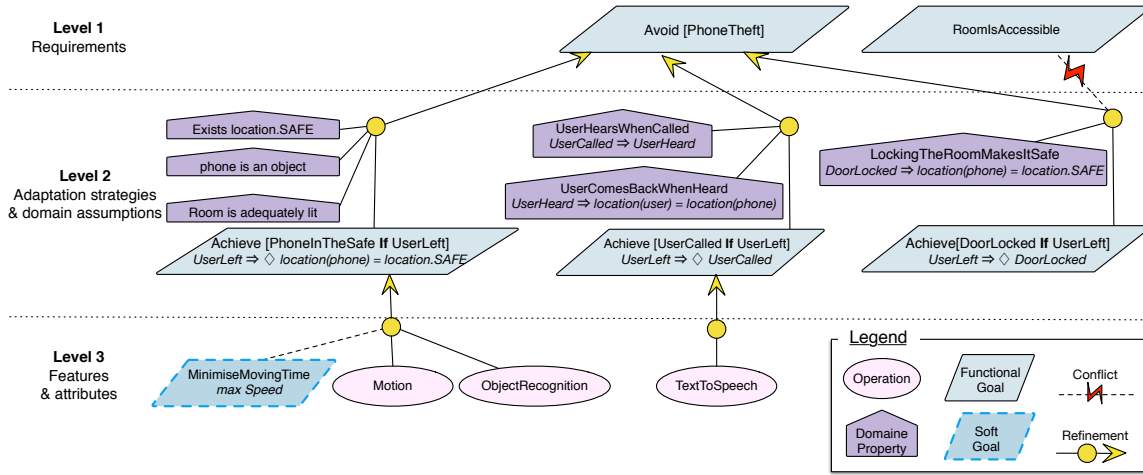 Level 1
Requirements
Avoid [PhoneTheft]
RoomIsAccessible
Level 2
Adaptation strategies
& domain assumptions
Exists location.SAFE
phone is an object
Room is adequately lit
UserHearsWhenCalled
UserCalled ⇒ UserHeard
UserComesBackWhenHeard
UserHeard ⇒ location(user) = location(phone)
LockingTheRoomMakesItSafe
DoorLocked ⇒ location(phone) = location.SAFE
Achieve [PhoneInTheSafe If UserLeft]
UserLeft ⇒ ◇ location(phone) = location.SAFE
Achieve [UserCalled If UserLeft]
UserLeft ⇒ ◇ UserCalled
Achieve[DoorLocked If UserLeft]
UserLeft ⇒ ◇ DoorLocked
Level 3
Features
& attributes
MinimiseMovingTime
max Speed
Motion
ObjectRecognition
TextToSpeech
Legend
Operation
Functional
Goal
Conflict
Domaine
Property
Soft
Goal
Refinement